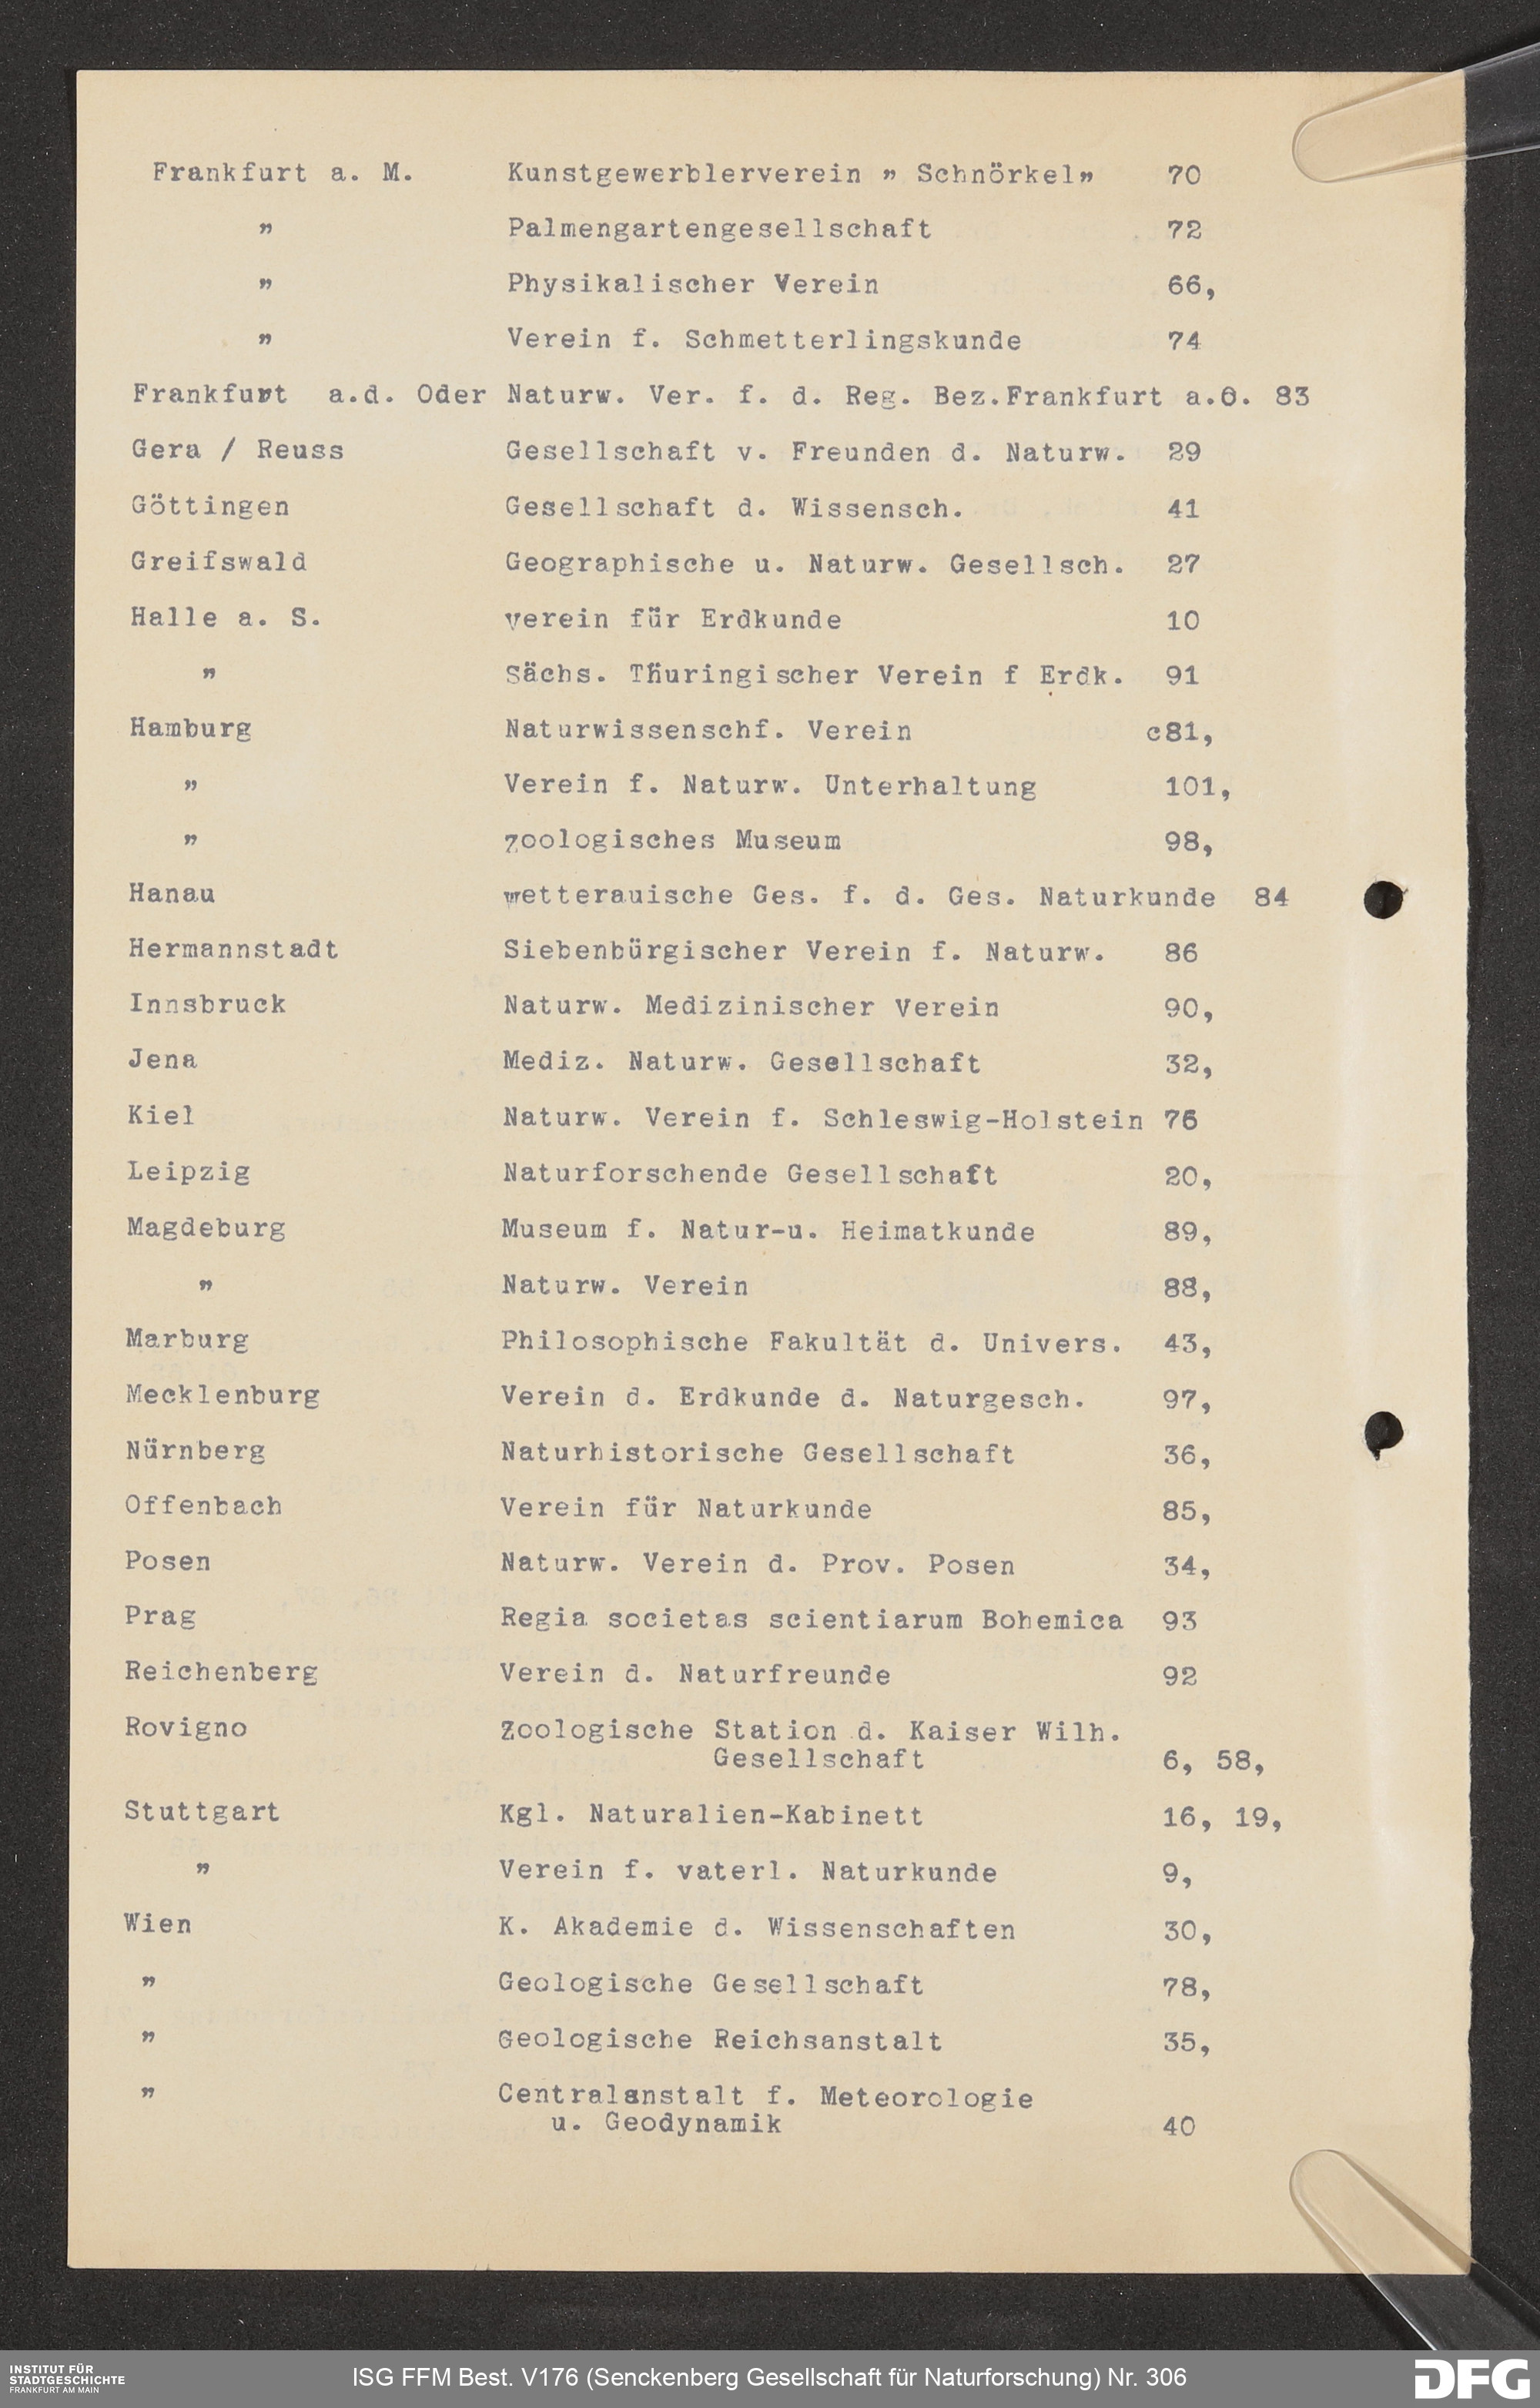 Frankfurt a. M. Kunstgewerblerverein " Schnörkel" 70
" Palmengartengesellschaft 72
" Physikalischer Verein 66,
" Verein f. Schmetterlingskunde 74
Frankfurt a.d. Oder Naturw. Ver. f. d. Reg. Bez.Frankfurt a.O. 83
Gera / Reuss Gesellschaft v. Freunden d. Naturw. 29
Göttingen Gesellschaft d. Wissensch. 41
Greifswald Geographische u. Naturw. Gesellsch. 27
Halle a. S. verein für Erdkunde 10
" Sächs. Thüringischer Verein f Erdk. 91
Hamburg Naturwissenschf. Verein c81,
" Verein f. Naturw. Unterhaltung 101,
" zoologisches Museum 98,
Hanau wetterauische Ges. f. d. Ges. Naturkunde 84
Hermannstadt Siebenbürgischer Verein f. Naturw. 86
Innsbruck Naturw. Medizinischer Verein 90,
Jena Mediz. Naturw. Gesellschaft 32,
Kiel Naturw. Verein f. Schleswig-Holstein 76
Leipzig Naturforschende Gesellschaft 20,
Magdeburg Museum f. Natur-u. Heimatkunde 89,
" Naturw. Verein 88,
Marburg Philosophische Fakultät d. Univers. 43,
Mecklenburg Verein d. Erdkunde d. Naturgesch. 97,
Nürnberg Naturhistorische Gesellschaft 36,
Offenbach Verein für Naturkunde 85,
Posen Naturw. Verein d. Prov. Posen 34,
Prag Regia societas scientiarum Bohemica 93
Reichenberg Verein d. Naturfreunde 92
Rovigno Zoologische Station d. Kaiser Wilh.
Gesellschaft 6, 58,
Stuttgart Kgl. Naturalien-Kabinett 16, 19,
" Verein f. vaterl. Naturkunde 9,
Wien K. Akademie d. Wissenschaften 30,
" Geologische Gesellschaft 78,
" Geologische Reichsanstalt 35,
" Centralanstalt f. Meteorologie
u. Geodynamik 40
INSTITUT FÜR
STADTGESCHICHTE
FRANKFURT AM MAIN
ISG FFM Best. V176 (Senckenberg Gesellschaft für Naturforschung) Nr. 306
DFG